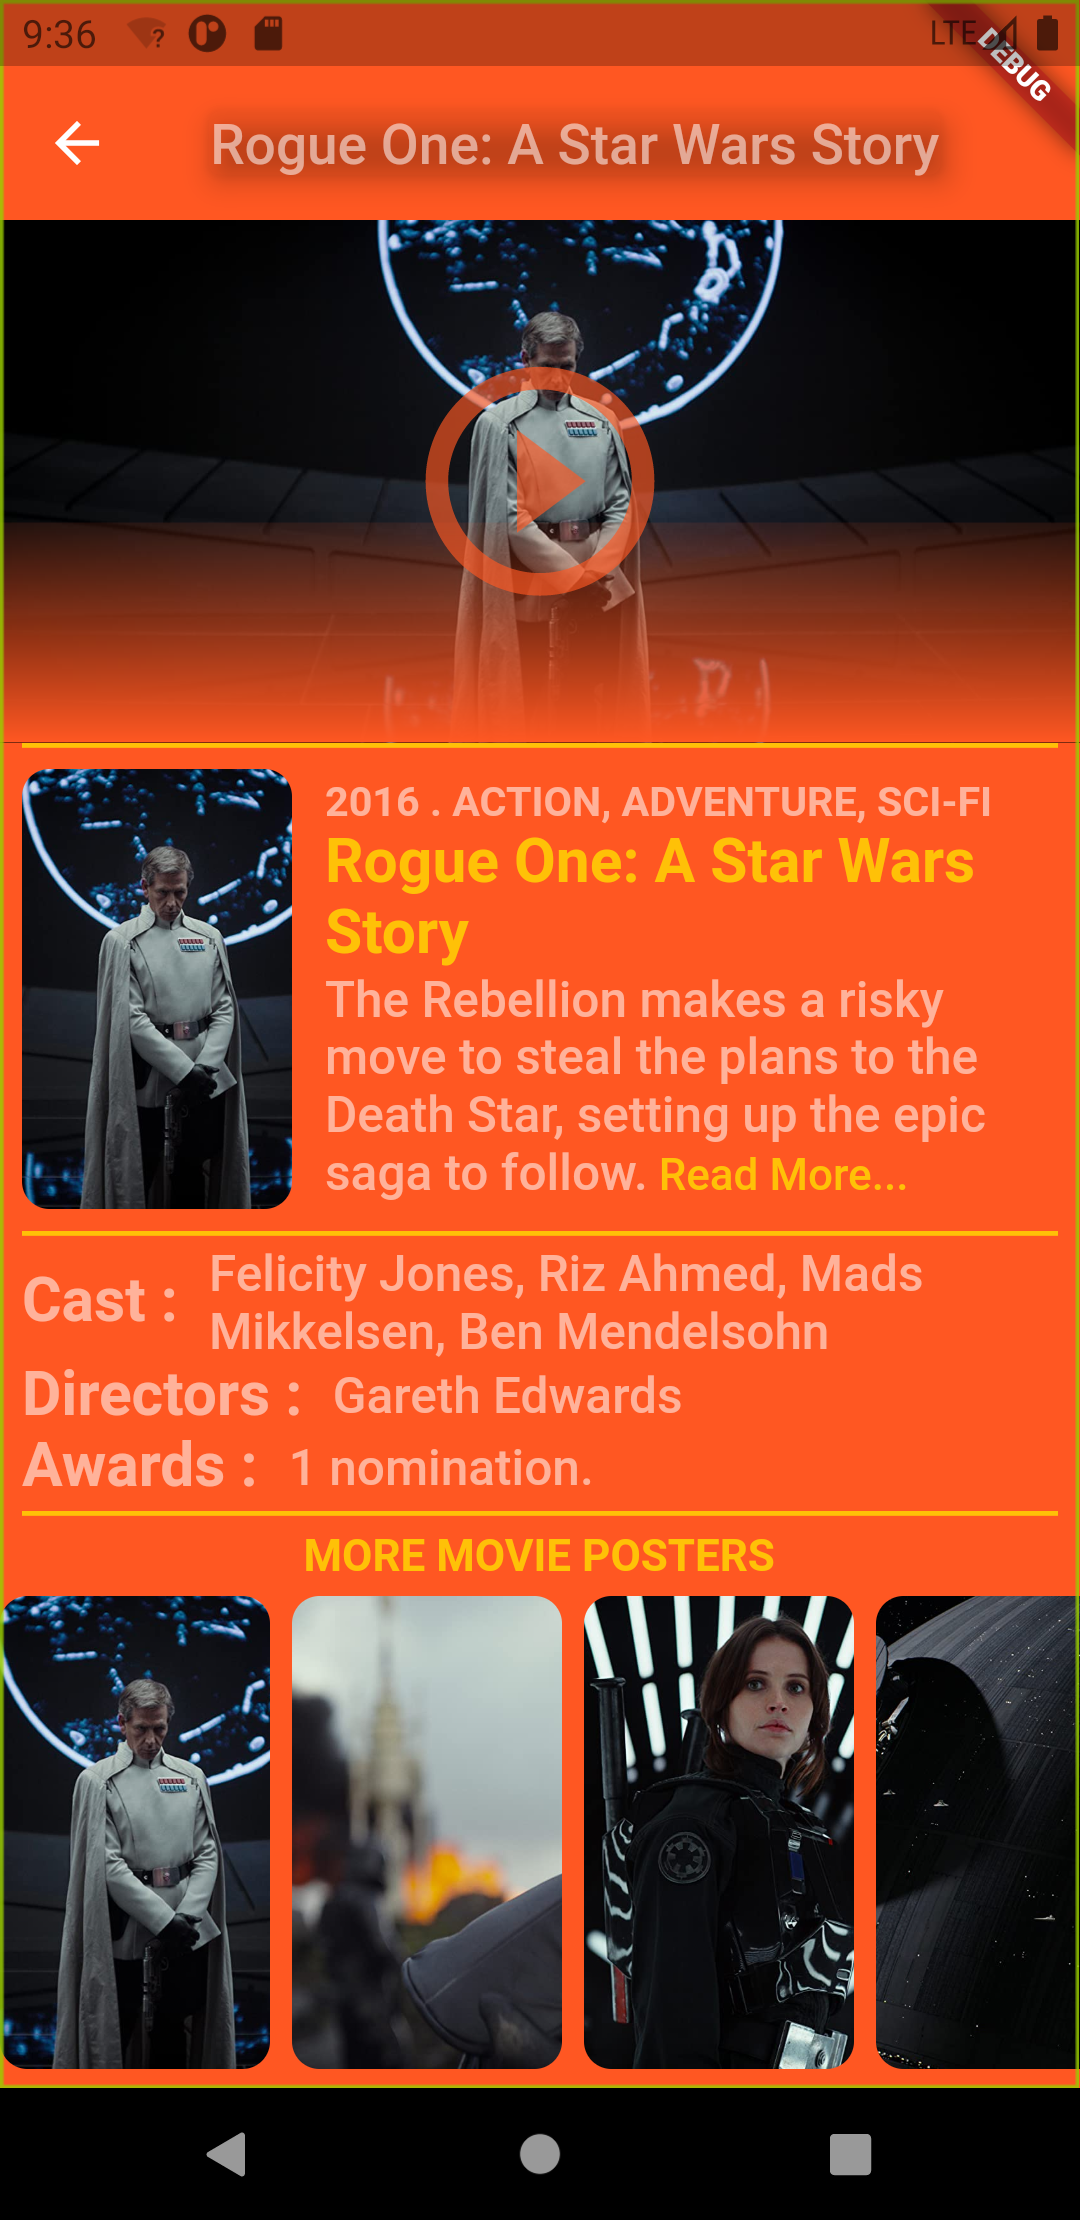 9:36
LTE
DEBUG
Rogue One: A Star Wars Story
2016 . ACTION, ADVENTURE, SCI-FI
Rogue One: A Star Wars
Story
The Rebellion makes a risky
move to steal the plans to the
Death Star, setting up the epic
saga to follow. Read More...
Cast :
Felicity Jones, Riz Ahmed, Mads
Mikkelsen, Ben Mendelsohn
Directors : Gareth Edwards
Awards : 1 nomination.
MORE MOVIE POSTERS